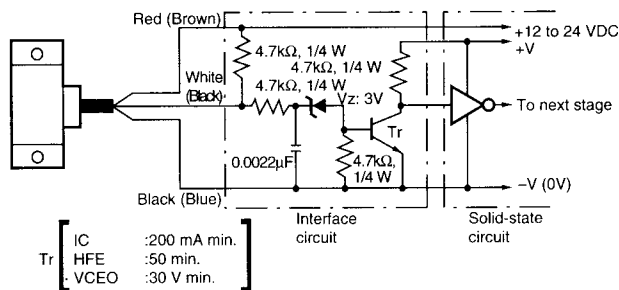 Red (Brown)
+12 to 24 VDC
+V
4.7kΩ, 1/4 W
4.7kΩ, 1/4 W
White
(Black)
4.7kΩ, 1/4 W
Vz: 3V
To next stage
Tr
0.0022µF
4.7kΩ,
1/4 W
Black (Blue)
−V (0V)
Interface
circuit
Solid-state
circuit
Tr
IC :200 mA min.
HFE :50 min.
VCEO :30 V min.